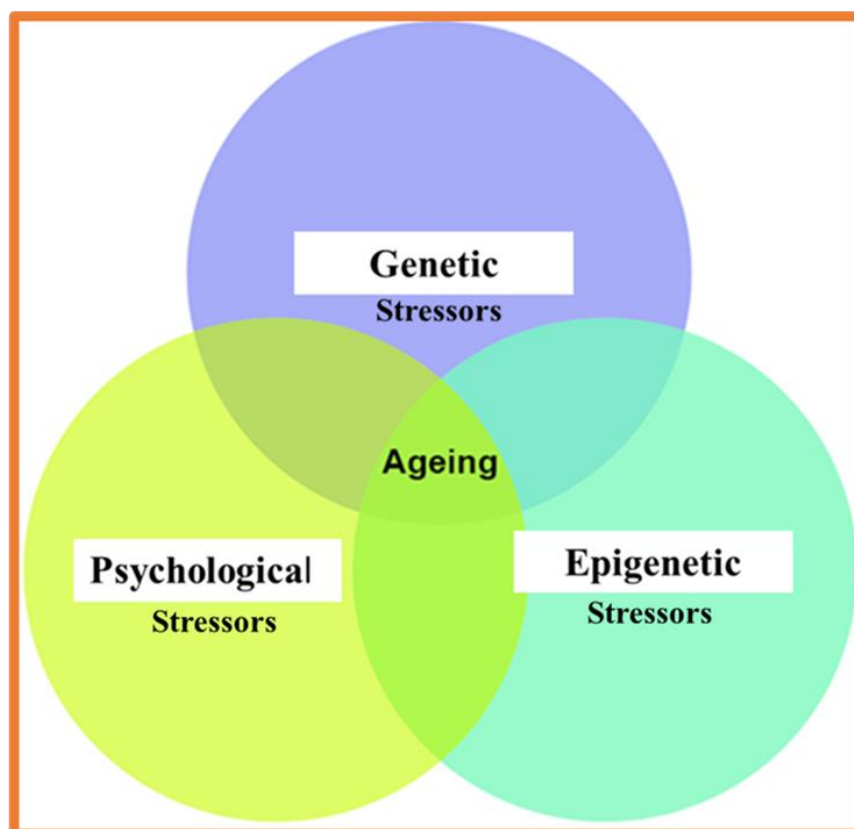 Genetic
Stressors
Ageing
Psychological
Stressors
Epigenetic
Stressors